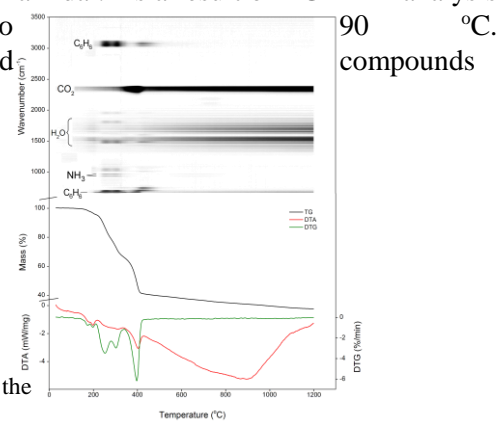 o 90 °C.
d compounds
3500
3000
2500
2000
1500
1000
Wavenumber (cm⁻¹)
C₆H₆
CO₂
H₂O
NH₃
C₆H₆
100
80
60
40
Mass (%)
TG
DTA
DTG
0
-2
-4
DTA (mW/mg)
0
-2
-4
-6
DTG (%/min)
0 200 400 600 800 1000 1200
Temperature (°C)
the